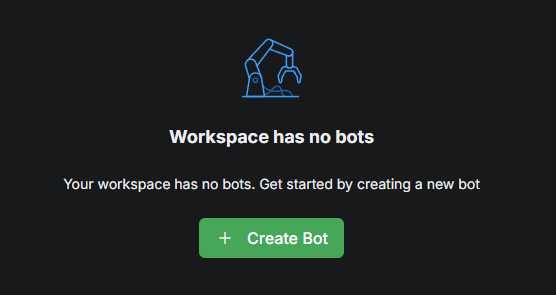 Workspace has no bots
Your workspace has no bots. Get started by creating a new bot
+ Create Bot